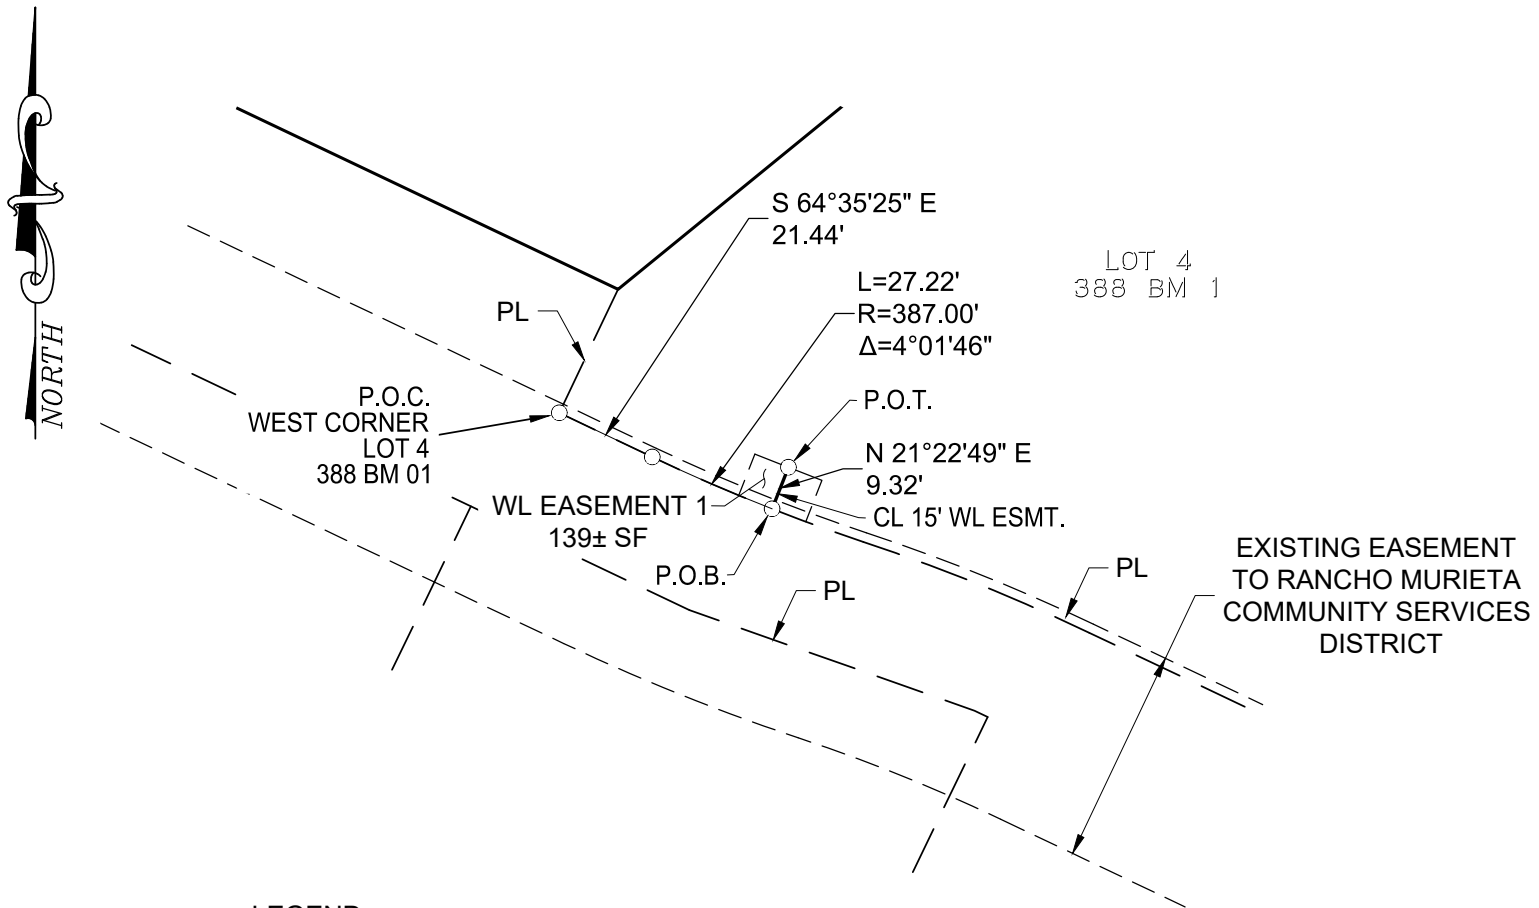 NORTH
S 64°35'25" E
21.44'
LOT 4
388 BM 1
L=27.22'
R=387.00'
Δ=4°01'46"
PL
P.O.C.
WEST CORNER
LOT 4
388 BM 01
P.O.T.
N 21°22'49" E
9.32'
CL 15' WL ESMT.
WL EASEMENT 1
139± SF
P.O.B.
PL
PL
EXISTING EASEMENT
TO RANCHO MURIETA
COMMUNITY SERVICES
DISTRICT